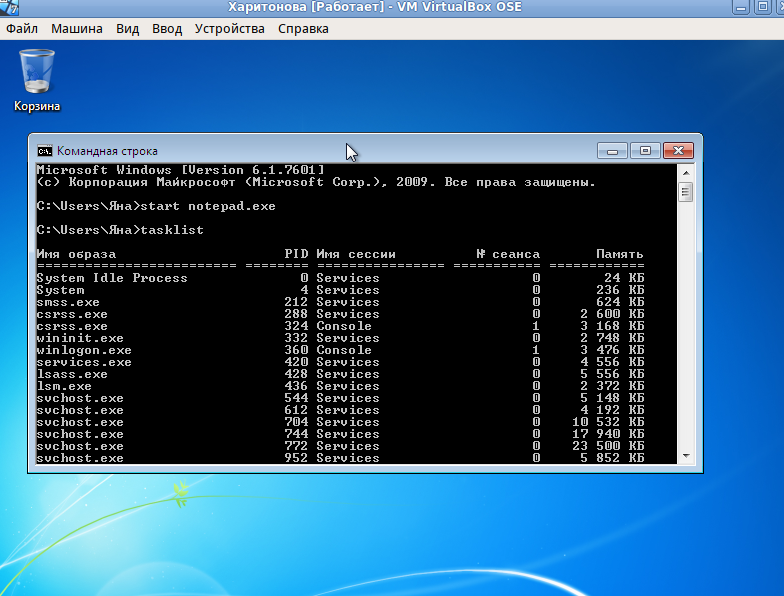 Харитонова [Работает] - VM VirtualBox OSE
Файл Машина Вид Ввод Устройства Справка
Корзина
Командная строка
Microsoft Windows [Version 6.1.7601]
(c) Корпорация Майкрософт (Microsoft Corp.), 2009. Все права защищены.
C:\Users\Яна>start notepad.exe
C:\Users\Яна>tasklist
Имя образа PID Имя сессии № сеанса Память
========================= ======== ================ =========== ============
System Idle Process 0 Services 0 24 КБ
System 4 Services 0 236 КБ
smss.exe 212 Services 0 624 КБ
csrss.exe 288 Services 0 2 600 КБ
csrss.exe 324 Console 1 3 168 КБ
wininit.exe 332 Services 0 2 748 КБ
winlogon.exe 360 Console 1 3 476 КБ
services.exe 420 Services 0 4 556 КБ
lsass.exe 428 Services 0 5 556 КБ
lsm.exe 436 Services 0 2 372 КБ
svchost.exe 544 Services 0 5 148 КБ
svchost.exe 612 Services 0 4 192 КБ
svchost.exe 704 Services 0 10 532 КБ
svchost.exe 744 Services 0 17 940 КБ
svchost.exe 772 Services 0 23 500 КБ
svchost.exe 952 Services 0 5 852 КБ